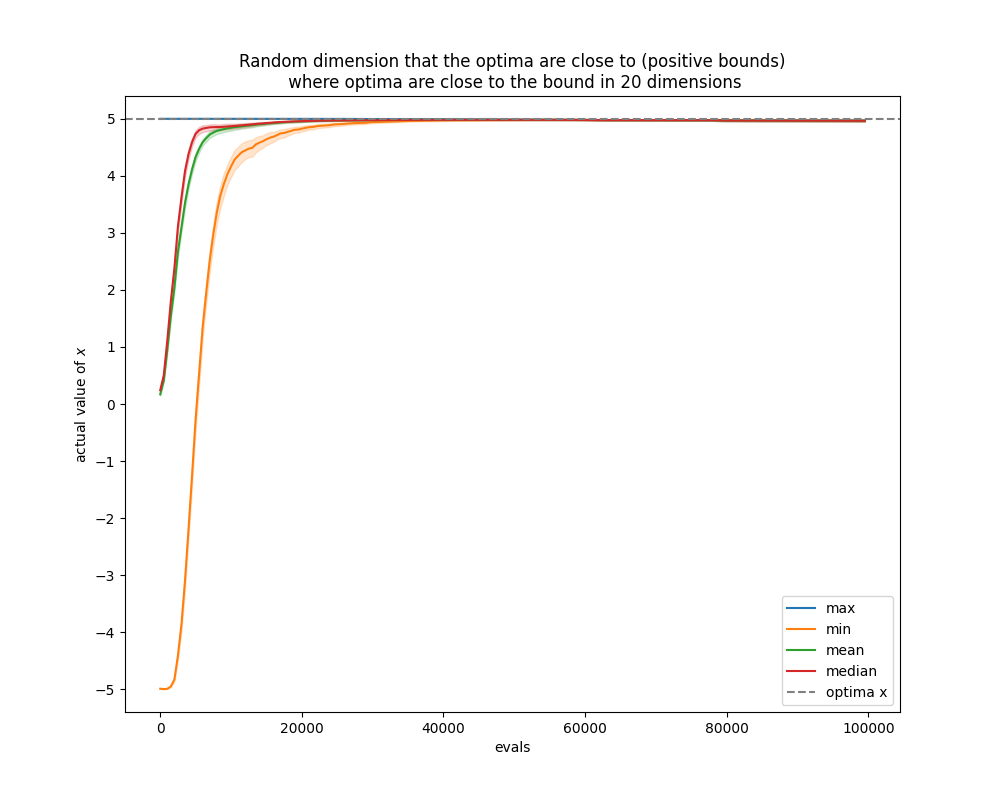 Random dimension that the optima are close to (positive bounds)
where optima are close to the bound in 20 dimensions
actual value of x
5
4
3
2
1
0
−1
−2
−3
−4
−5
max
min
mean
median
optima x
0
20000
40000
60000
80000
100000
evals